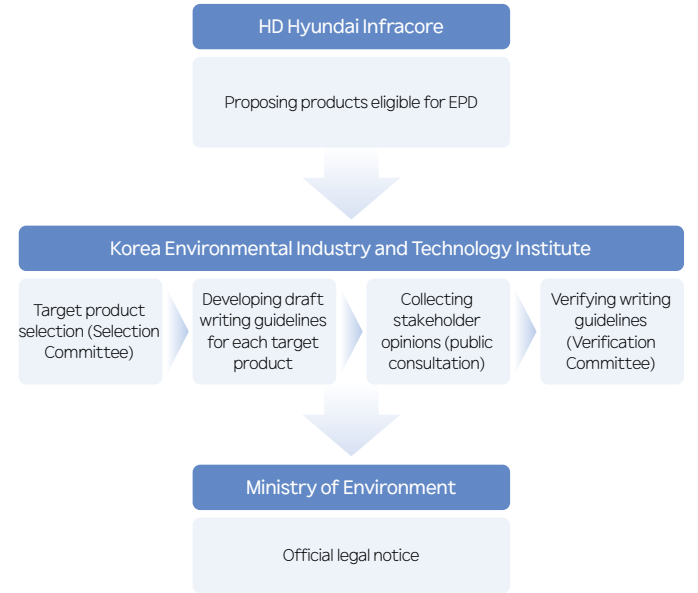 HD Hyundai Infracore
Proposing products eligible for EPD
Korea Environmental Industry and Technology Institute
Target product
selection (Selection
Committee)
Developing draft
writing guidelines
for each target
product
Collecting
stakeholder
opinions (public
consultation)
Verifying writing
guidelines
(Verification
Committee)
Ministry of Environment
Official legal notice